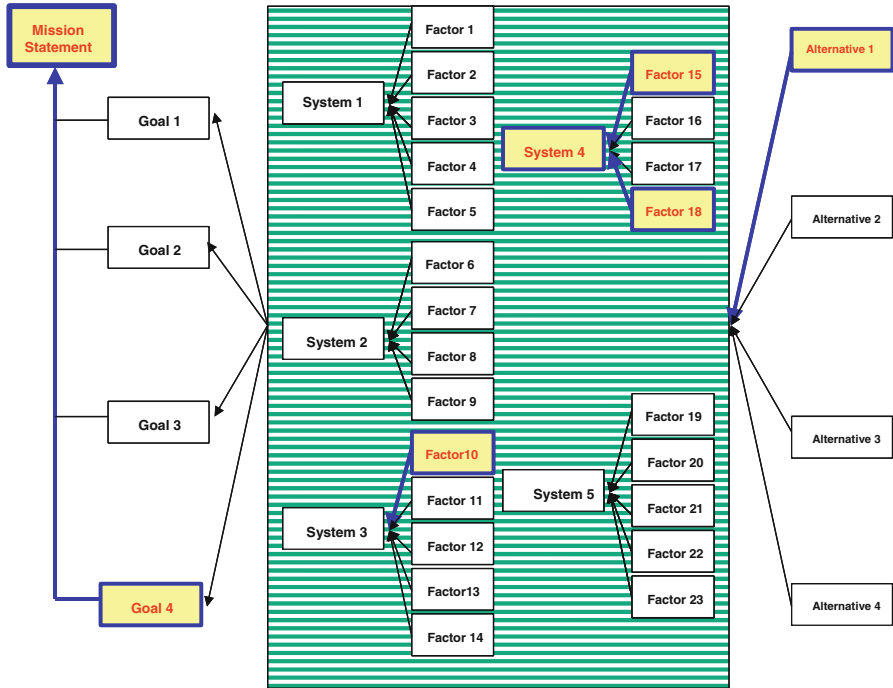 Mission
Statement
Goal 1
Goal 2
Goal 3
Goal 4
System 1
Factor 1
Factor 2
Factor 3
Factor 4
Factor 5
System 2
Factor 6
Factor 7
Factor 8
Factor 9
System 3
Factor10
Factor 11
Factor 12
Factor13
Factor 14
System 4
Factor 15
Factor 16
Factor 17
Factor 18
System 5
Factor 19
Factor 20
Factor 21
Factor 22
Factor 23
Alternative 1
Alternative 2
Alternative 3
Alternative 4